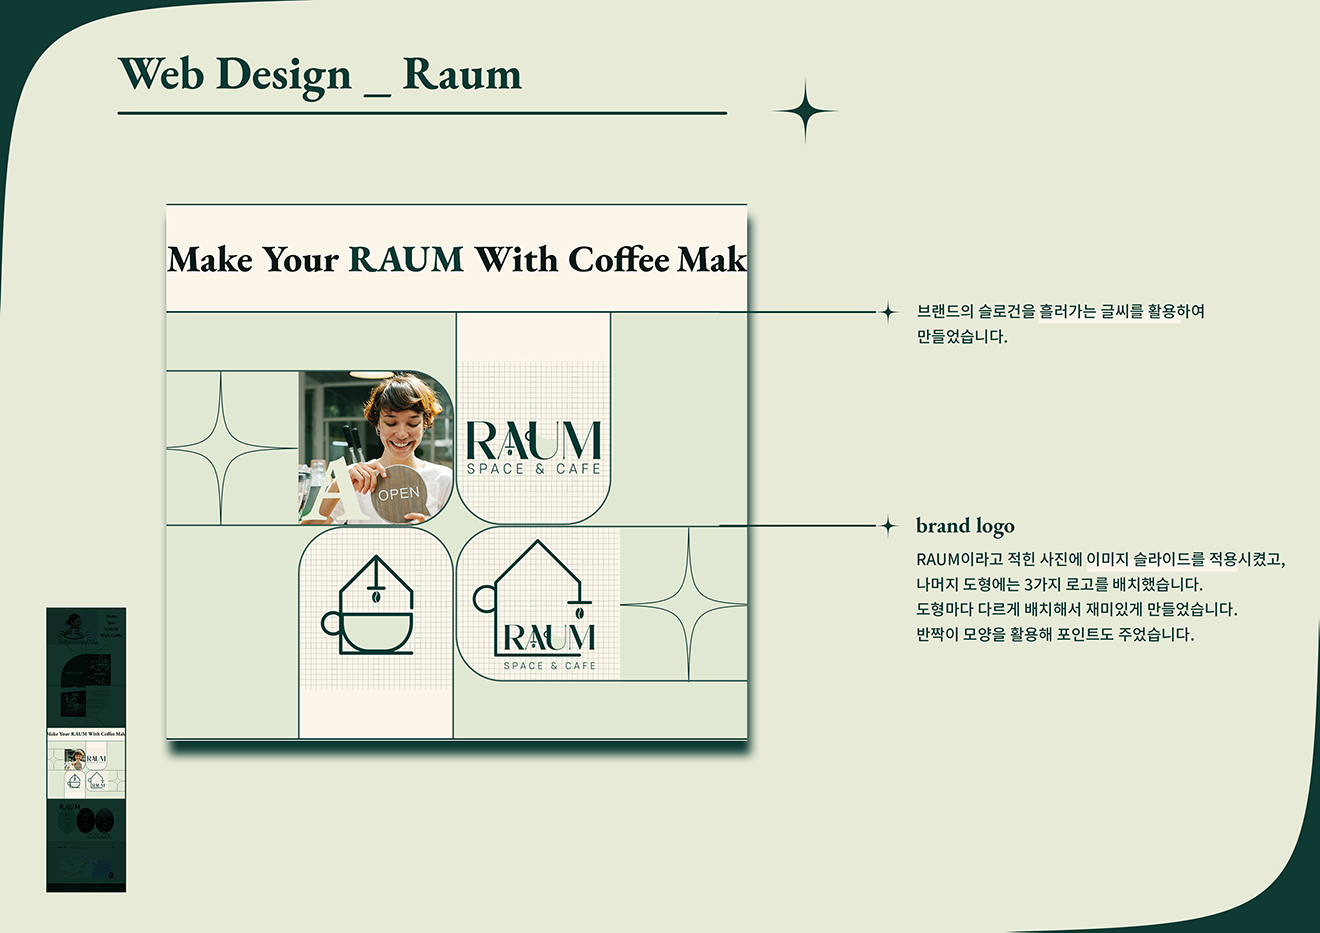 Web Design _ Raum
Make Your RAUM With Coffee Mak
브랜드의 슬로건을 흘러가는 글씨를 활용하여
만들었습니다.
A
OPEN
RAUM
SPACE & CAFE
brand logo
RAUM이라고 적힌 사진에 이미지 슬라이드를 적용시켰고,
나머지 도형에는 3가지 로고를 배치했습니다.
도형마다 다르게 배치해서 재미있게 만들었습니다.
반짝이 모양을 활용해 포인트도 주었습니다.
RAUM
SPACE & CAFE
Make
Your
RAUM
With Coffee
Make Your RAUM With Coffee Mak
RAUM
RAUM
RAUM